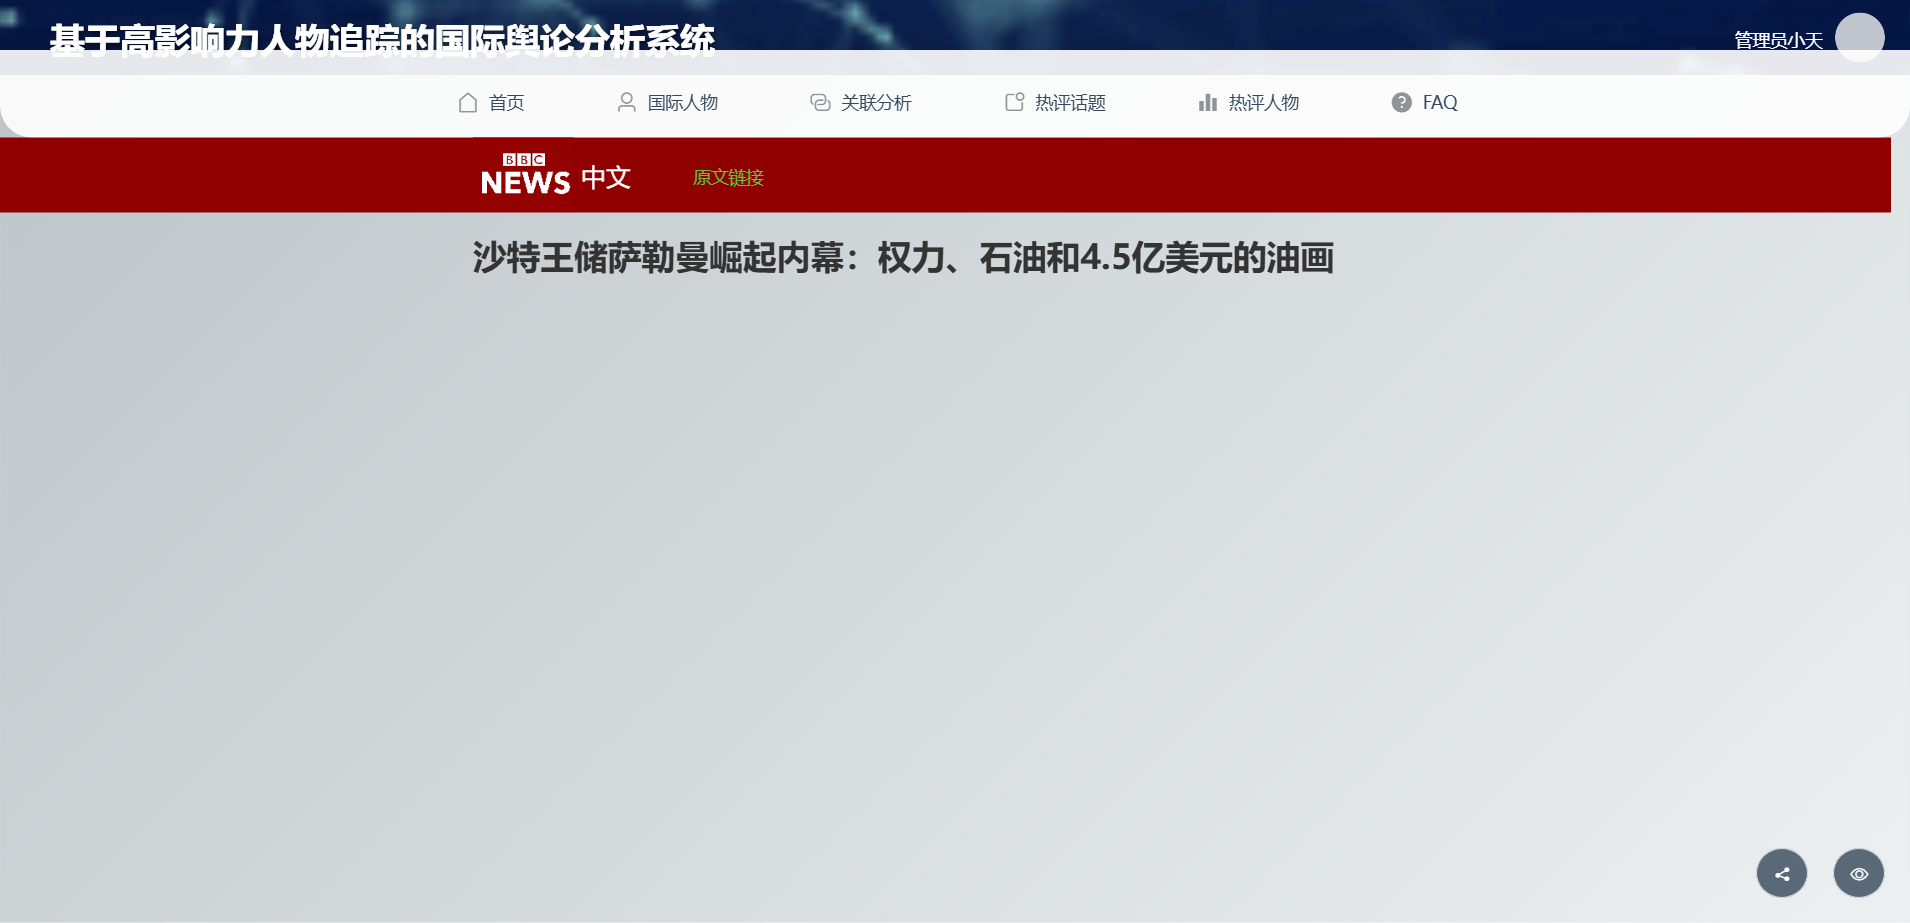 基于高影响力人物追踪的国际舆论分析系统
管理员小天
首页 国际人物 关联分析 热评话题 热评人物 FAQ
BBC
NEWS 中文 原文链接
沙特王储萨勒曼崛起内幕：权力、石油和4.5亿美元的油画